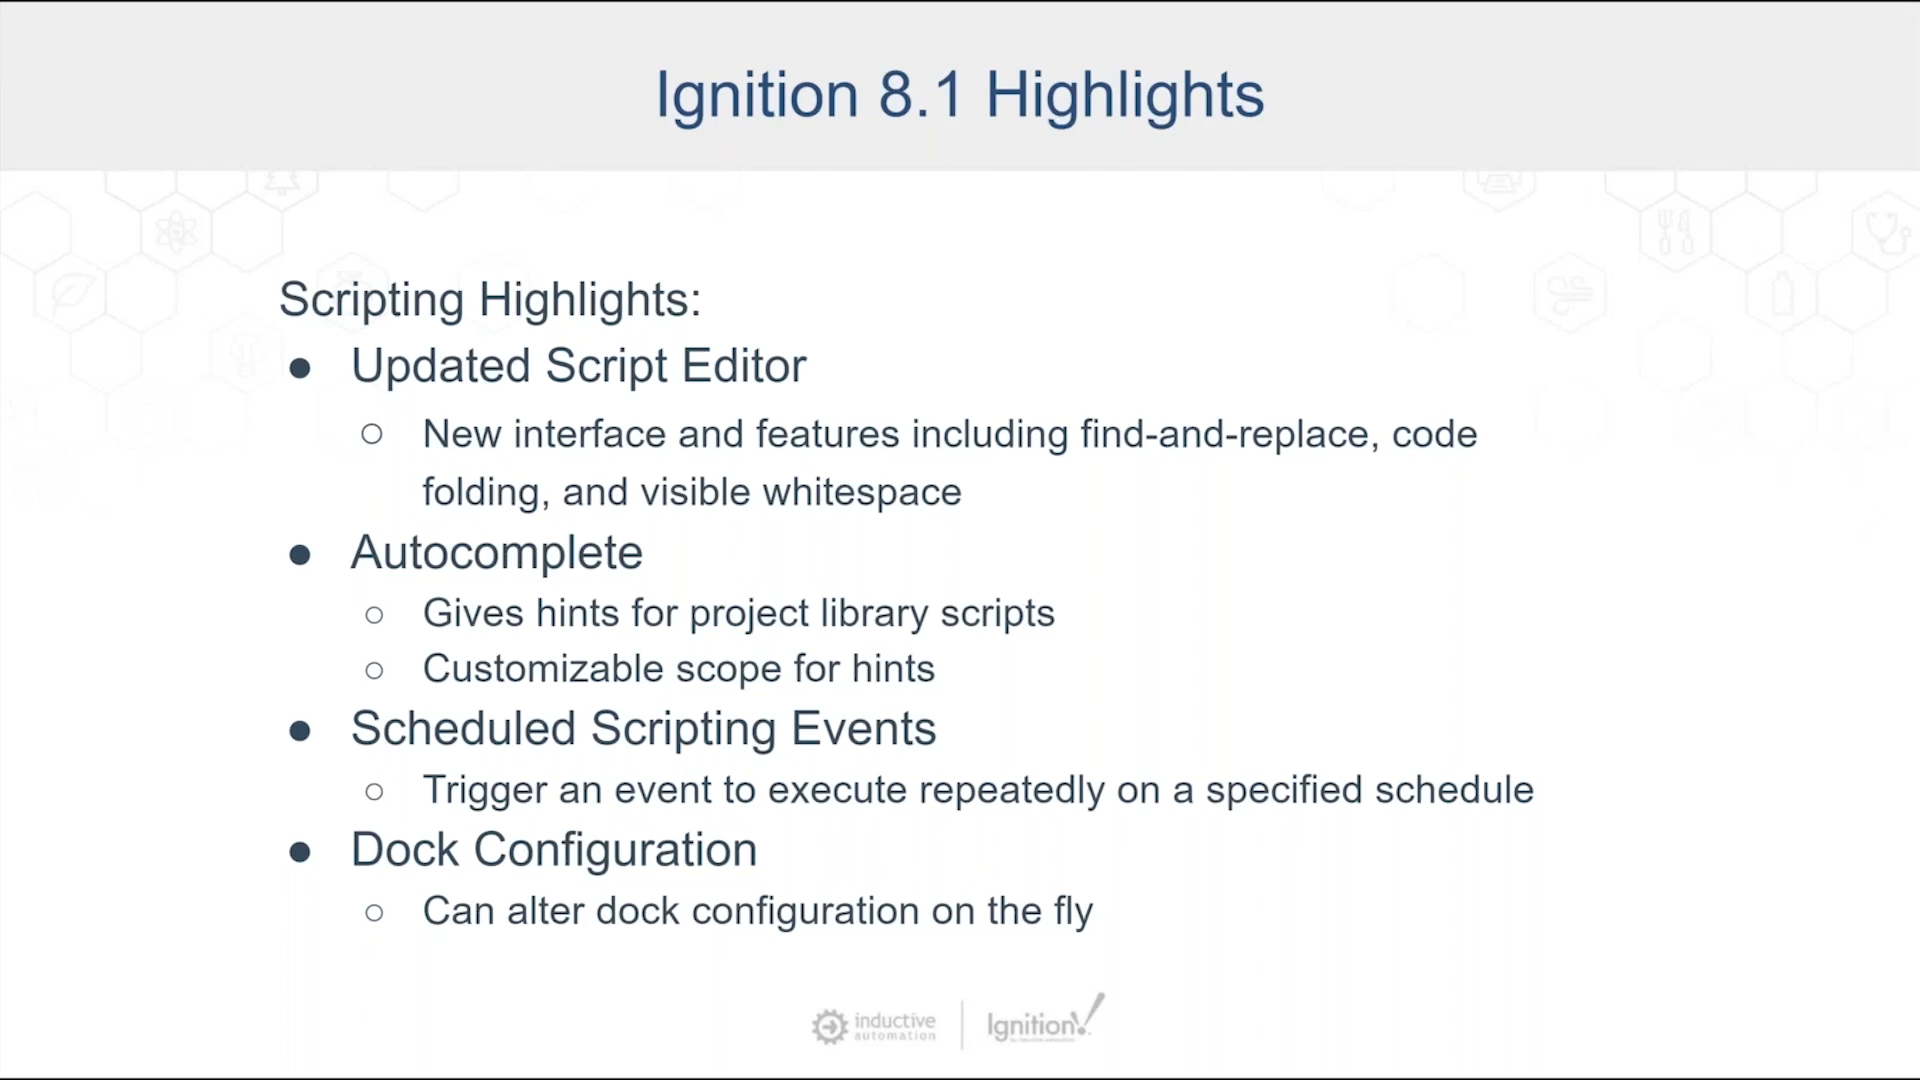 Ignition 8.1 Highlights
Scripting Highlights:
● Updated Script Editor
○ New interface and features including find-and-replace, code
folding, and visible whitespace
● Autocomplete
○ Gives hints for project library scripts
○ Customizable scope for hints
● Scheduled Scripting Events
○ Trigger an event to execute repeatedly on a specified schedule
● Dock Configuration
○ Can alter dock configuration on the fly
inductive
automation
Ignition!